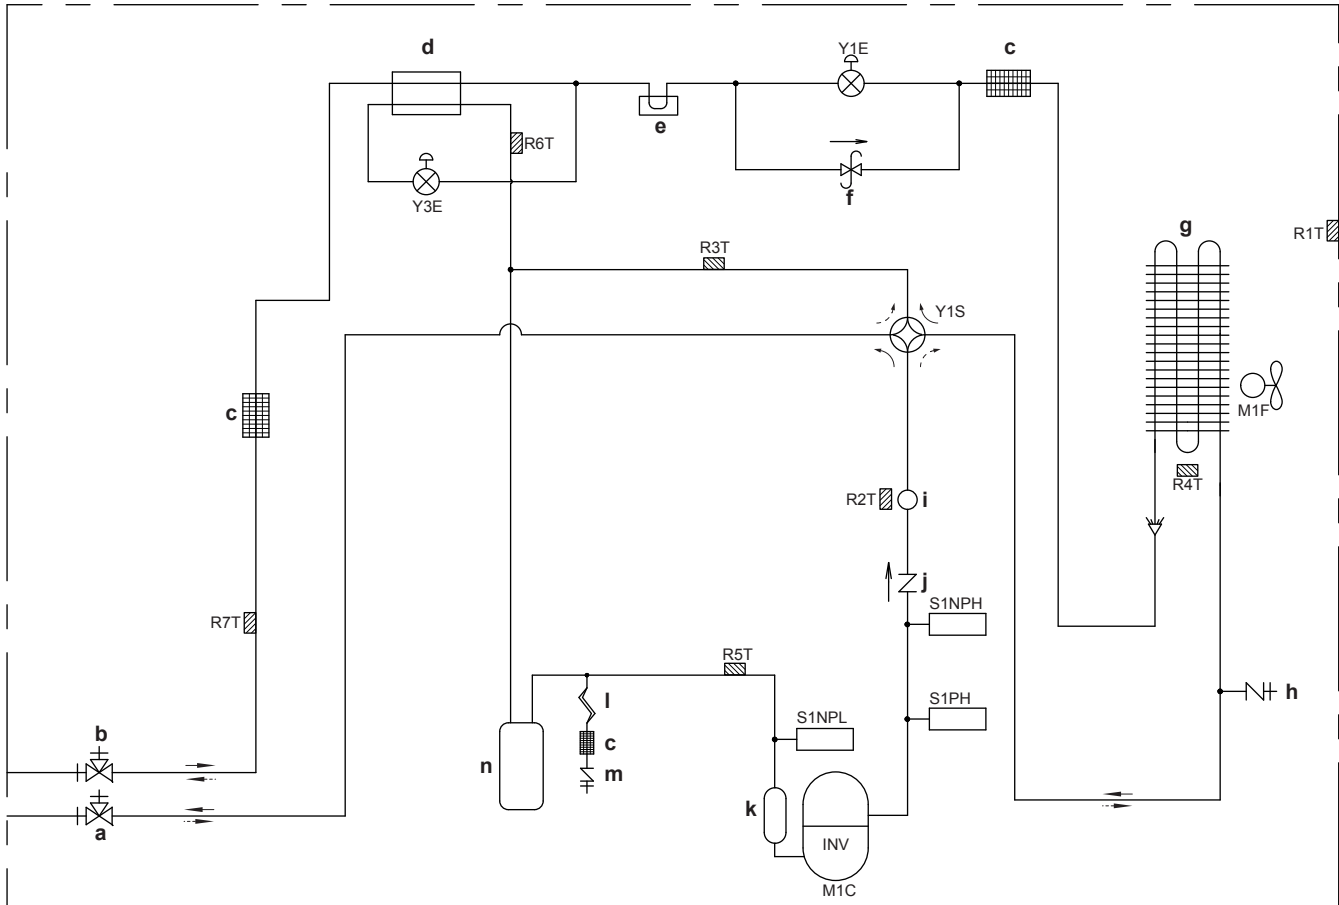 d
Y1E
c
e
R6T
Y3E
f
g
R1T
R3T
Y1S
c
M1F
R4T
R2T
i
j
S1NPH
R7T
R5T
l
S1PH
h
S1NPL
b
n
c
m
k
a
INV
M1C